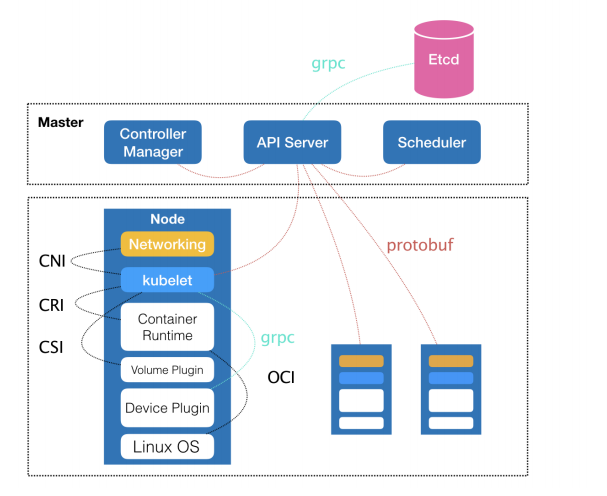 Etcd
grpc
Master
Controller
Manager
API Server
Scheduler
Node
Networking
protobuf
CNI
kubelet
CRI
Container
Runtime
grpc
CSI
Volume Plugin
OCI
Device Plugin
Linux OS